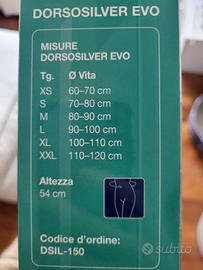 DORSOSILVER EVO
MISURE
DORSOSILVER EVO
Tg. Ø Vita
XS 60-70 cm
S 70-80 cm
M 80-90 cm
L 90-100 cm
XL 100-110 cm
XXL 110-120 cm
Altezza
54 cm
Codice d'ordine:
DSIL-150
subito